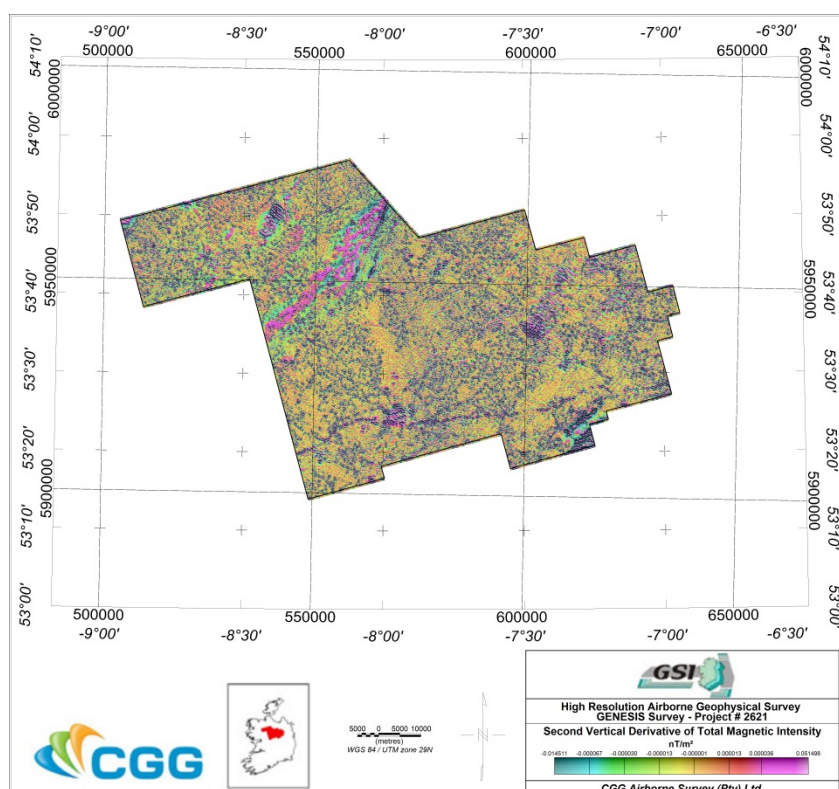 -9°00' -8°30' -8°00' -7°30' -7°00' -6°30'
500000 550000 600000 650000
54°10' 54°10'
6000000 6000000
54°00' 54°00'
53°50' 53°50'
5950000 5950000
53°40' 53°40'
53°30' 53°30'
53°20' 53°20'
5900000 5900000
53°10' 53°10'
53°00' 53°00'
500000 550000 600000 650000
-9°00' -8°30' -8°00' -7°30' -7°00' -6°30'
CGG
5000 0 5000 10000
(metres)
WGS 84 / UTM zone 29N
N
GSI
High Resolution Airborne Geophysical Survey
GENESIS Survey - Project # 2621
Second Vertical Derivative of Total Magnetic Intensity
nT/m²
-0.014511 -0.000067 -0.000030 -0.000013 -0.000001 0.000013 0.000036 0.051498
CGG Airborne Survey (Pty) Ltd